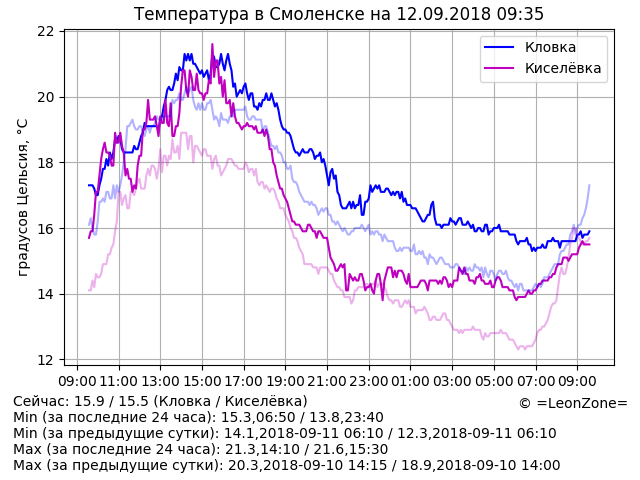 Температура в Смоленске на 12.09.2018 09:35
Кловка
Киселёвка
градусов Цельсия, °C
22
20
18
16
14
12
09:00 11:00 13:00 15:00 17:00 19:00 21:00 23:00 01:00 03:00 05:00 07:00 09:00
Сейчас: 15.9 / 15.5 (Кловка / Киселёвка)
© =LeonZone=
Min (за последние 24 часа): 15.3,06:50 / 13.8,23:40
Min (за предыдущие сутки): 14.1,2018-09-11 06:10 / 12.3,2018-09-11 06:10
Max (за последние 24 часа): 21.3,14:10 / 21.6,15:30
Max (за предыдущие сутки): 20.3,2018-09-10 14:15 / 18.9,2018-09-10 14:00